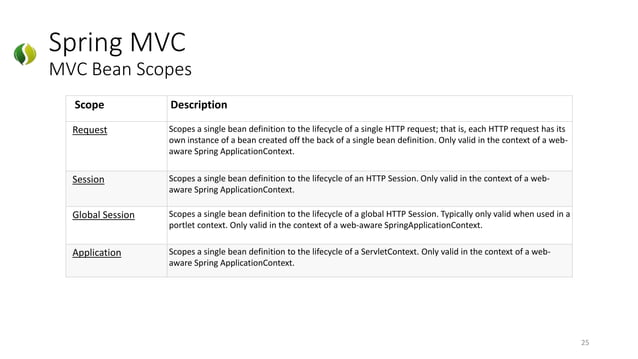 Spring MVC
MVC Bean Scopes
Scope Description
Request Scopes a single bean definition to the lifecycle of a single HTTP request; that is, each HTTP request has its
own instance of a bean created off the back of a single bean definition. Only valid in the context of a web-
aware Spring ApplicationContext.
Session Scopes a single bean definition to the lifecycle of an HTTP Session. Only valid in the context of a web-
aware Spring ApplicationContext.
Global Session Scopes a single bean definition to the lifecycle of a global HTTP Session. Typically only valid when used in a
portlet context. Only valid in the context of a web-aware SpringApplicationContext.
Application Scopes a single bean definition to the lifecycle of a ServletContext. Only valid in the context of a web-
aware Spring ApplicationContext.
25